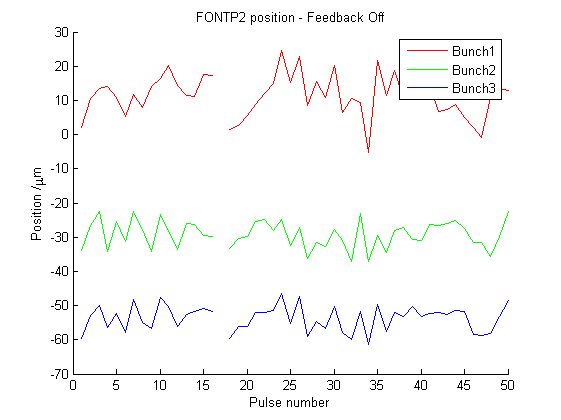 FONTP2 position - Feedback Off
30
20
10
0
-10
-20
-30
-40
-50
-60
-70
Position /μm
Bunch1
Bunch2
Bunch3
0 5 10 15 20 25 30 35 40 45 50
Pulse number